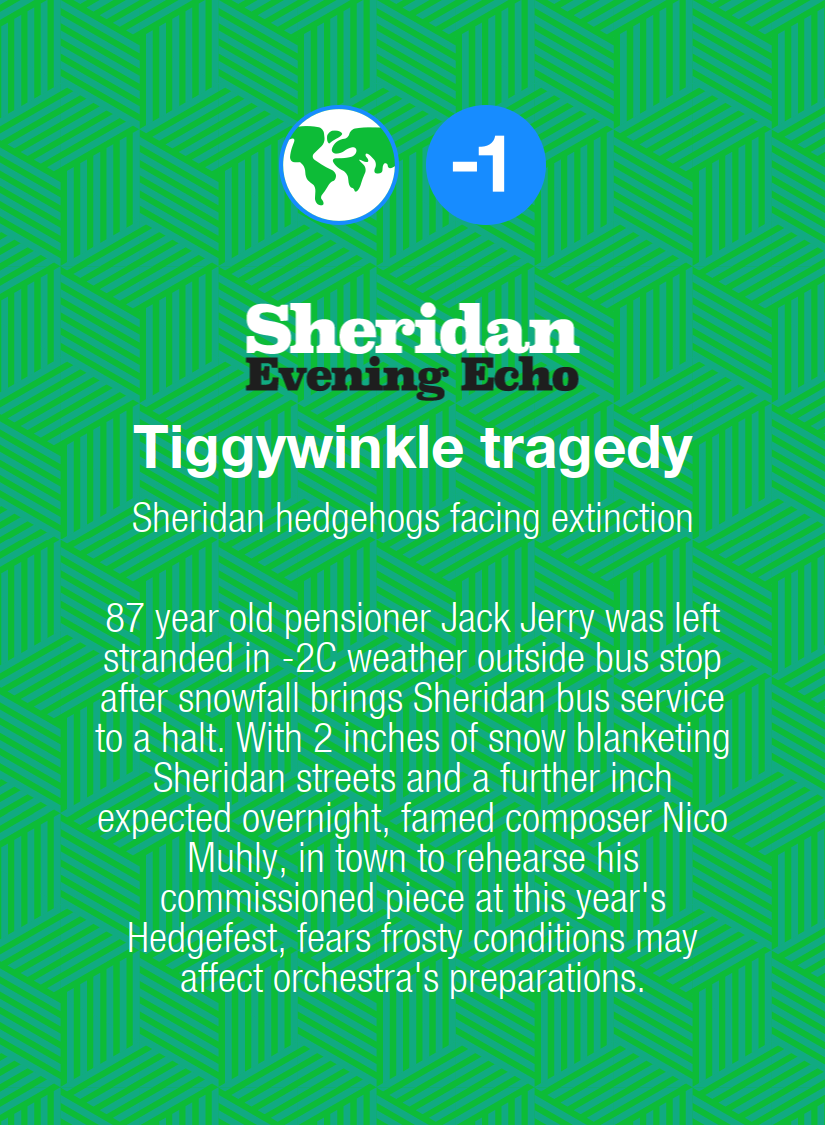 -1
Sheridan
Evening Echo
Tiggywinkle tragedy
Sheridan hedgehogs facing extinction
87 year old pensioner Jack Jerry was left
stranded in -2C weather outside bus stop
after snowfall brings Sheridan bus service
to a halt. With 2 inches of snow blanketing
Sheridan streets and a further inch
expected overnight, famed composer Nico
Muhly, in town to rehearse his
commissioned piece at this year's
Hedgefest, fears frosty conditions may
affect orchestra's preparations.